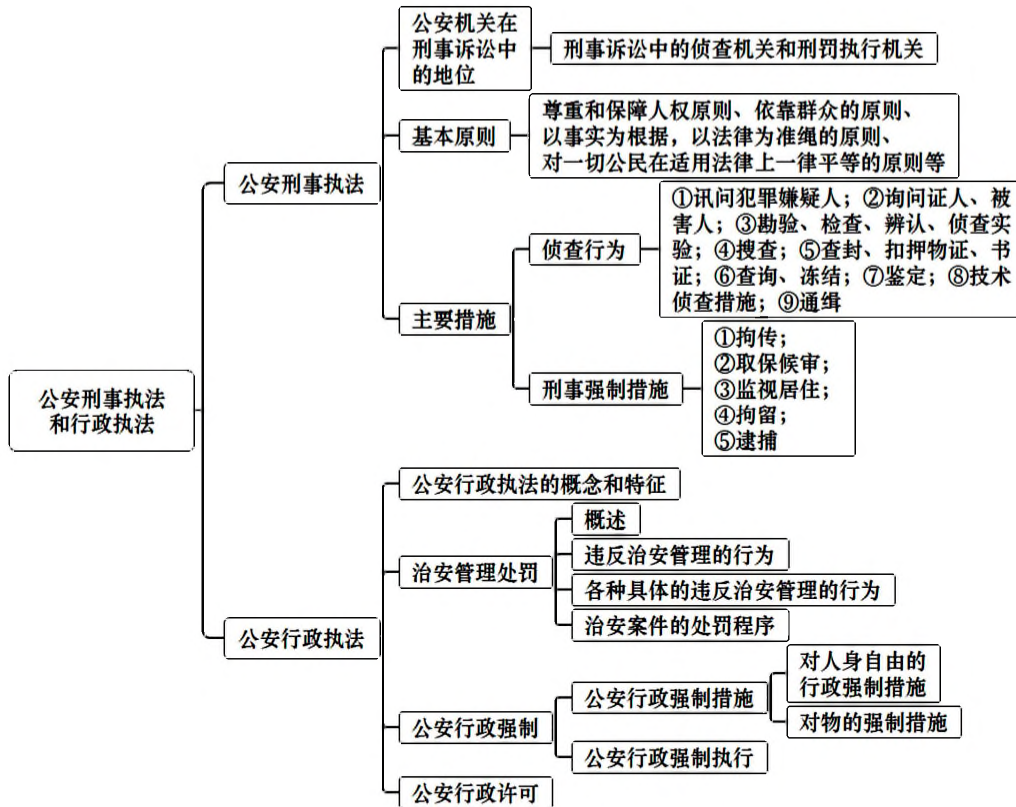 公安刑事执法
和行政执法
公安刑事执法
公安机关在
刑事诉讼中
的地位
刑事诉讼中的侦查机关和刑罚执行机关
基本原则
尊重和保障人权原则、依靠群众的原则、
以事实为根据，以法律为准绳的原则、
对一切公民在适用法律上一律平等的原则等
主要措施
侦查行为
①讯问犯罪嫌疑人；②询问证人、被
害人；③勘验、检查、辨认、侦查实
验；④搜查；⑤查封、扣押物证、书
证；⑥查询、冻结；⑦鉴定；⑧技术
侦查措施；⑨通缉
刑事强制措施
①拘传；
②取保候审；
③监视居住；
④拘留；
⑤逮捕
公安行政执法
公安行政执法的概念和特征
治安管理处罚
概述
违反治安管理的行为
各种具体的违反治安管理的行为
治安案件的处罚程序
公安行政强制
公安行政强制措施
对人身自由的
行政强制措施
对物的强制措施
公安行政强制执行
公安行政许可